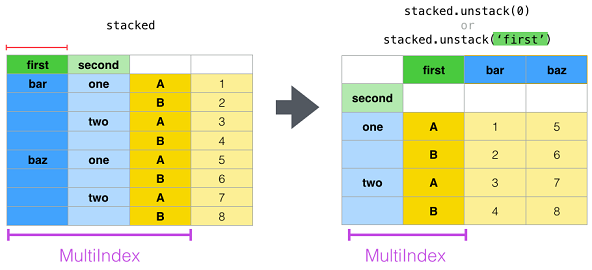 stacked
first second
bar one A 1
B 2
two A 3
B 4
baz one A 5
B 6
two A 7
B 8
MultiIndex
stacked.unstack(0)
or
stacked.unstack(‘first’)
first bar baz
second
one A 1 5
B 2 6
two A 3 7
B 4 8
MultiIndex